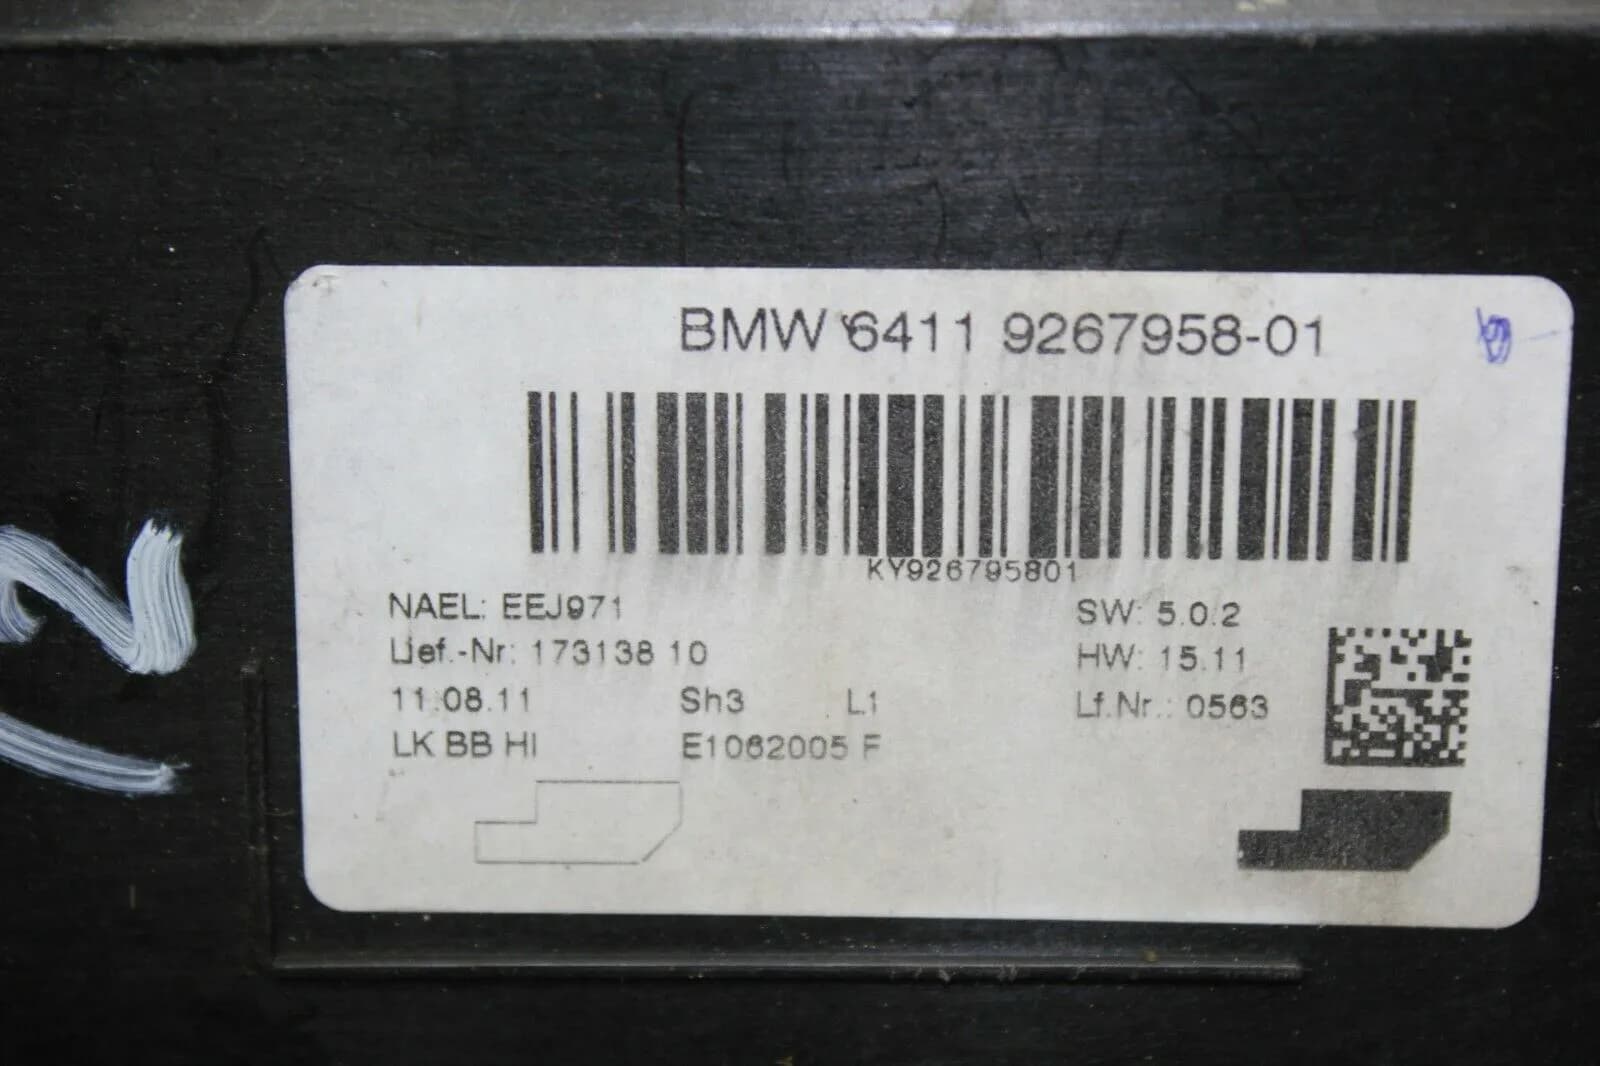 BMW 6411 9267958-01
KY926795801
NAEL: EEJ971
SW: 5.0.2
Lief.-Nr: 173138 10
HW: 15.11
11.08.11 Sh3 L1
Lf.Nr.: 0563
LK BB HI E1062005 F